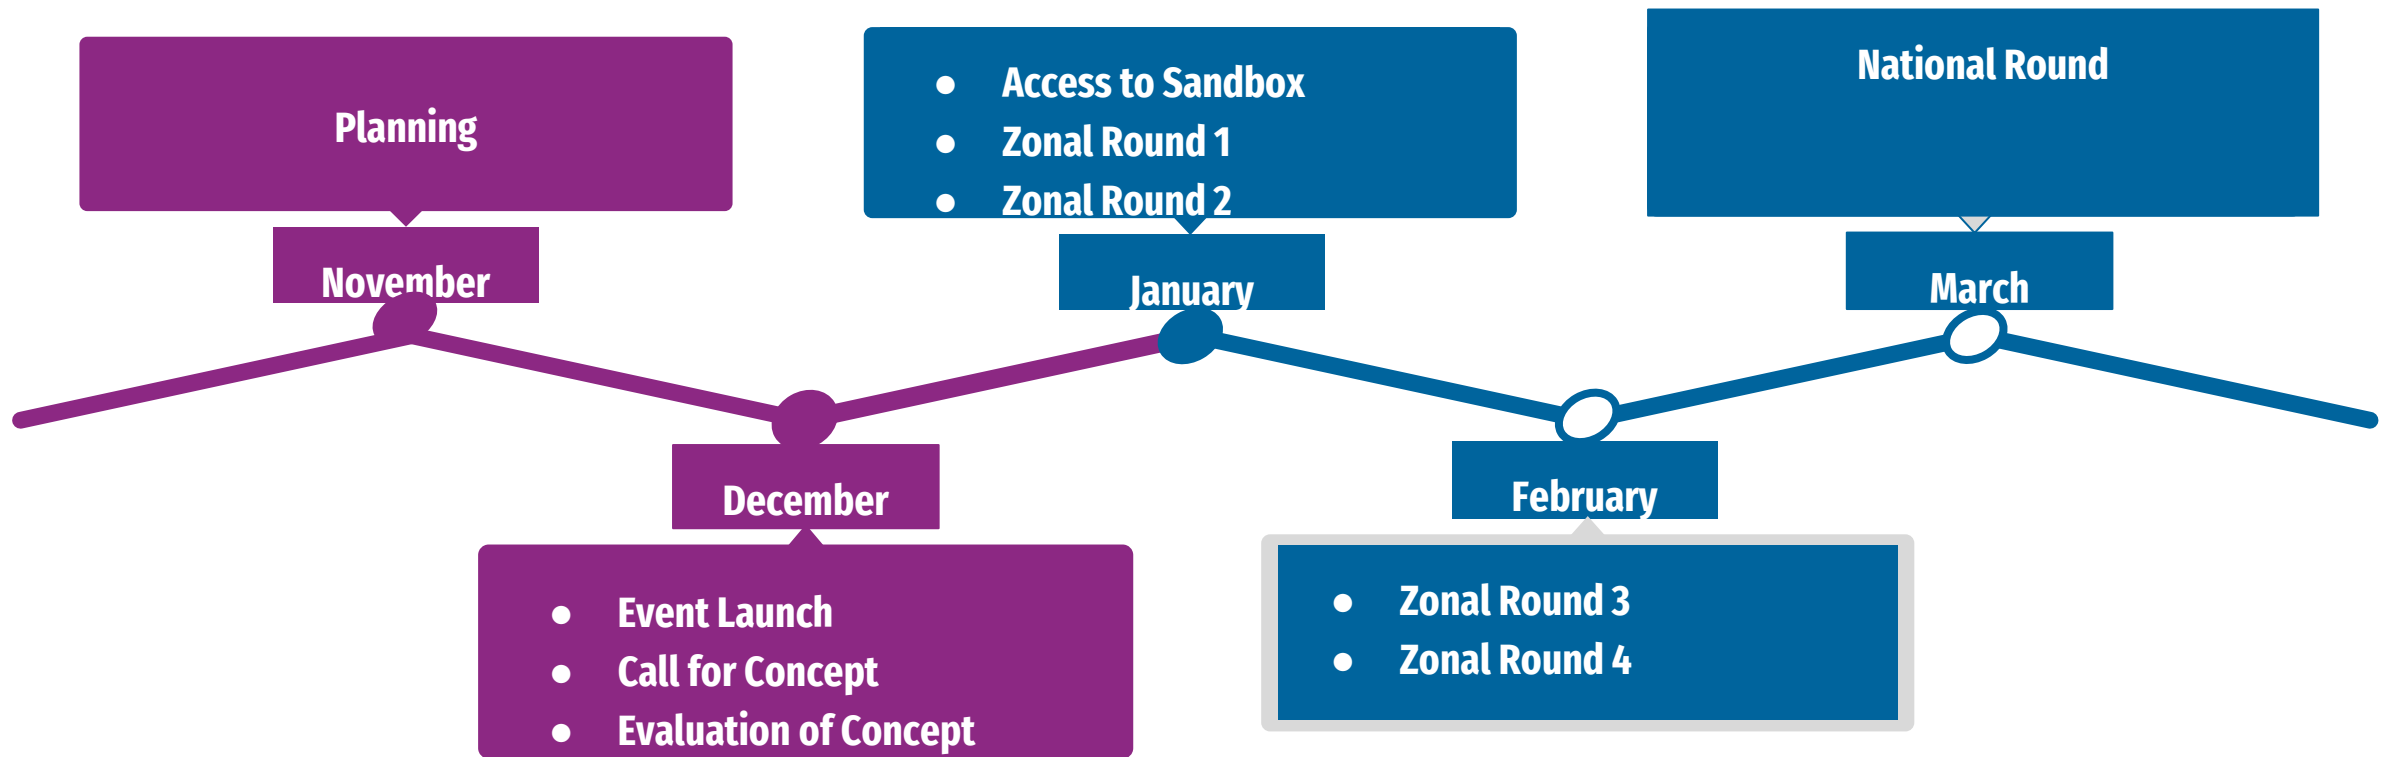 Planning
November
Event Launch
Call for Concept
Evaluation of Concept
December
Access to Sandbox
Zonal Round 1
Zonal Round 2
January
Zonal Round 3
Zonal Round 4
February
National Round
March